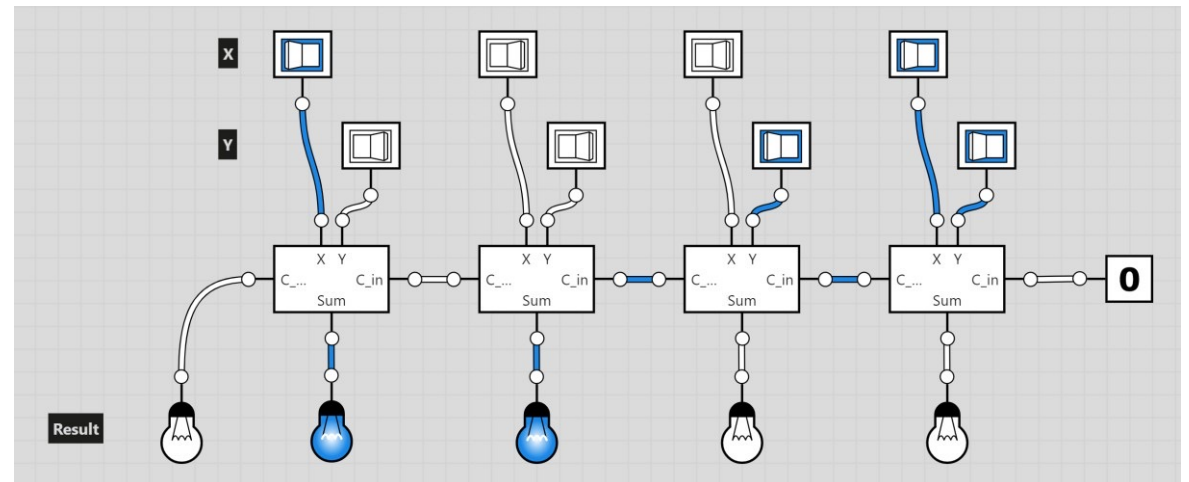 X
Y
X Y X Y X Y X Y
C_... C_in C_... C_in C_... C_in C_... C_in 0
Sum Sum Sum Sum
Result